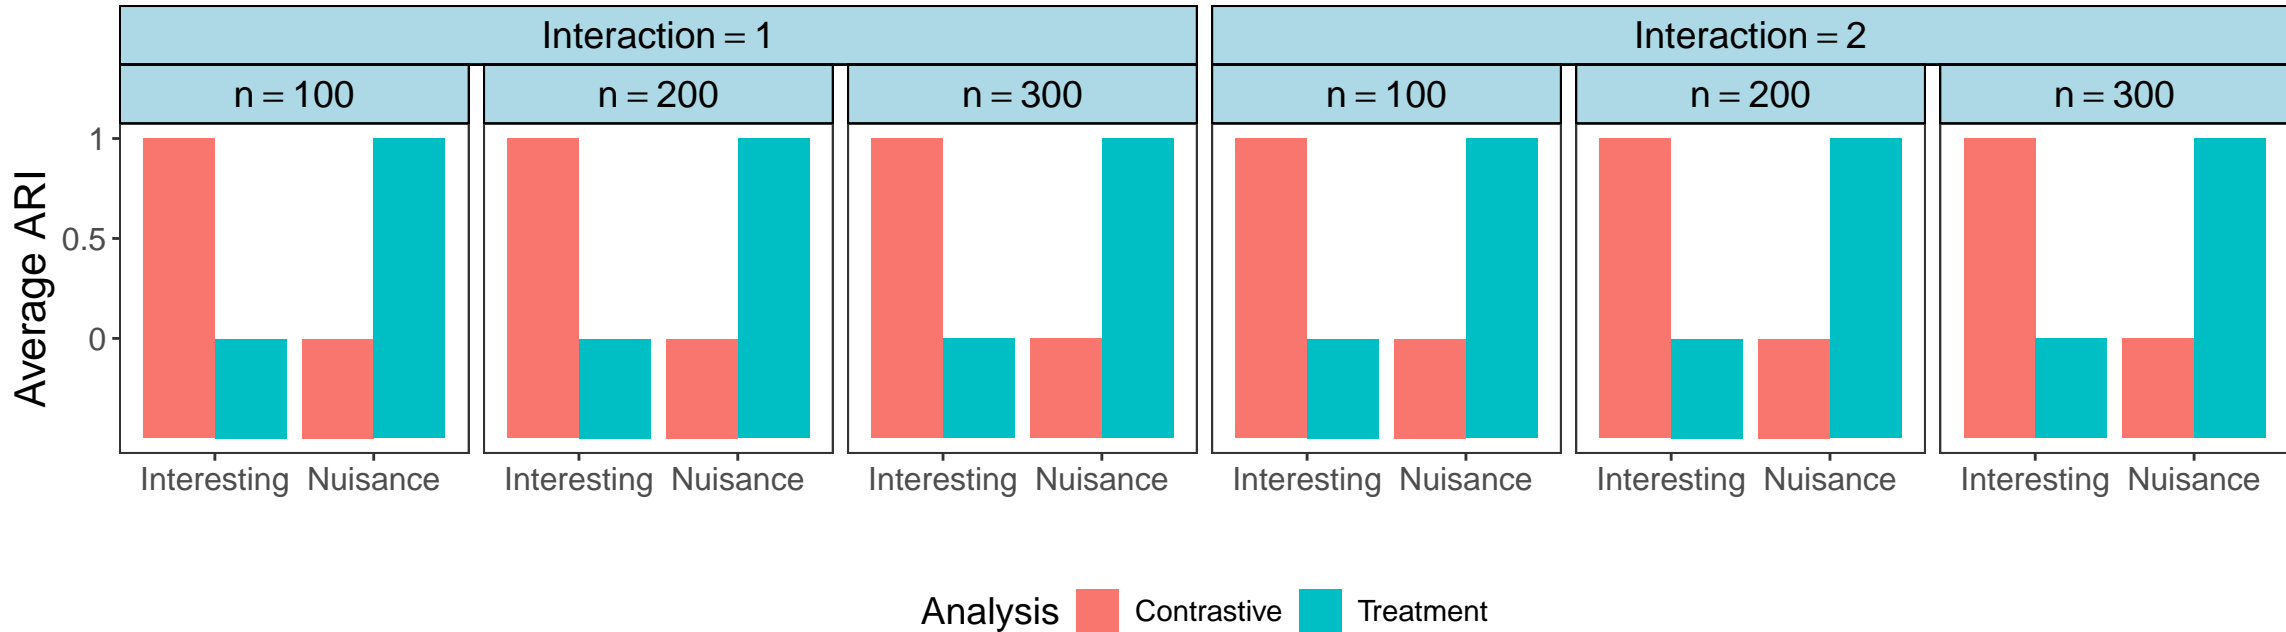 Interaction = 1 Interaction = 2
n = 100 n = 200 n = 300 n = 100 n = 200 n = 300
Average ARI
1
0.5
0
Interesting Nuisance Interesting Nuisance Interesting Nuisance Interesting Nuisance Interesting Nuisance Interesting Nuisance
Analysis Contrastive Treatment